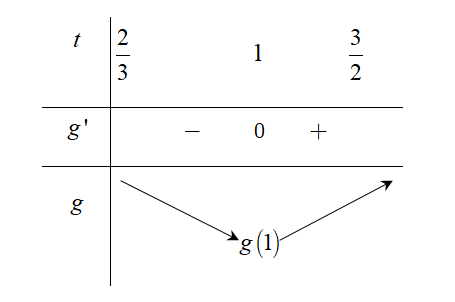 t 2/3 1 3/2
g' − 0 +
g g(1)